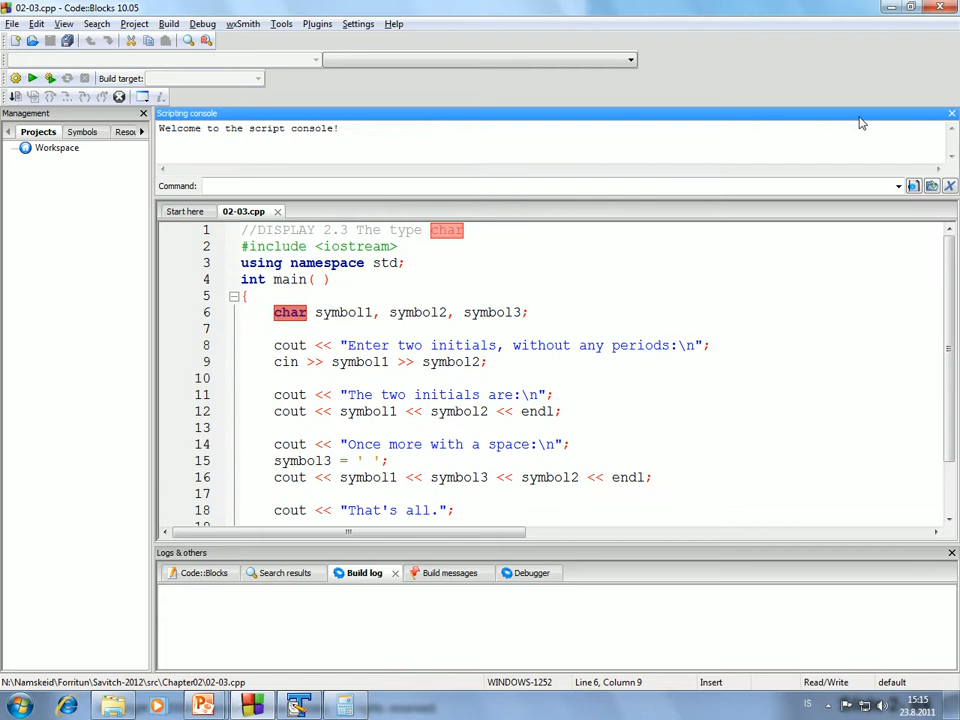 02-03.cpp - Code::Blocks 10.05
File Edit View Search Project Build Debug wxSmith Tools Plugins Settings Help
Build target:
Management
Scripting console
Projects Symbols Resou
Welcome to the script console!
Workspace
Command:
Start here 02-03.cpp
1 //DISPLAY 2.3 The type char
2 #include <iostream>
3 using namespace std;
4 int main( )
5 {
6 char symbol1, symbol2, symbol3;
7
8 cout << "Enter two initials, without any periods:\n";
9 cin >> symbol1 >> symbol2;
10
11 cout << "The two initials are:\n";
12 cout << symbol1 << symbol2 << endl;
13
14 cout << "Once more with a space:\n";
15 symbol3 = ' ';
16 cout << symbol1 << symbol3 << symbol2 << endl;
17
18 cout << "That's all.";
Logs & others
Code::Blocks Search results Build log Build messages Debugger
N:\Namskeid\Forritun\Savitch-2012\src\Chapter02\02-03.cpp WINDOWS-1252 Line 6, Column 9 Insert Read/Write default
IS 15:15
23.8.2011